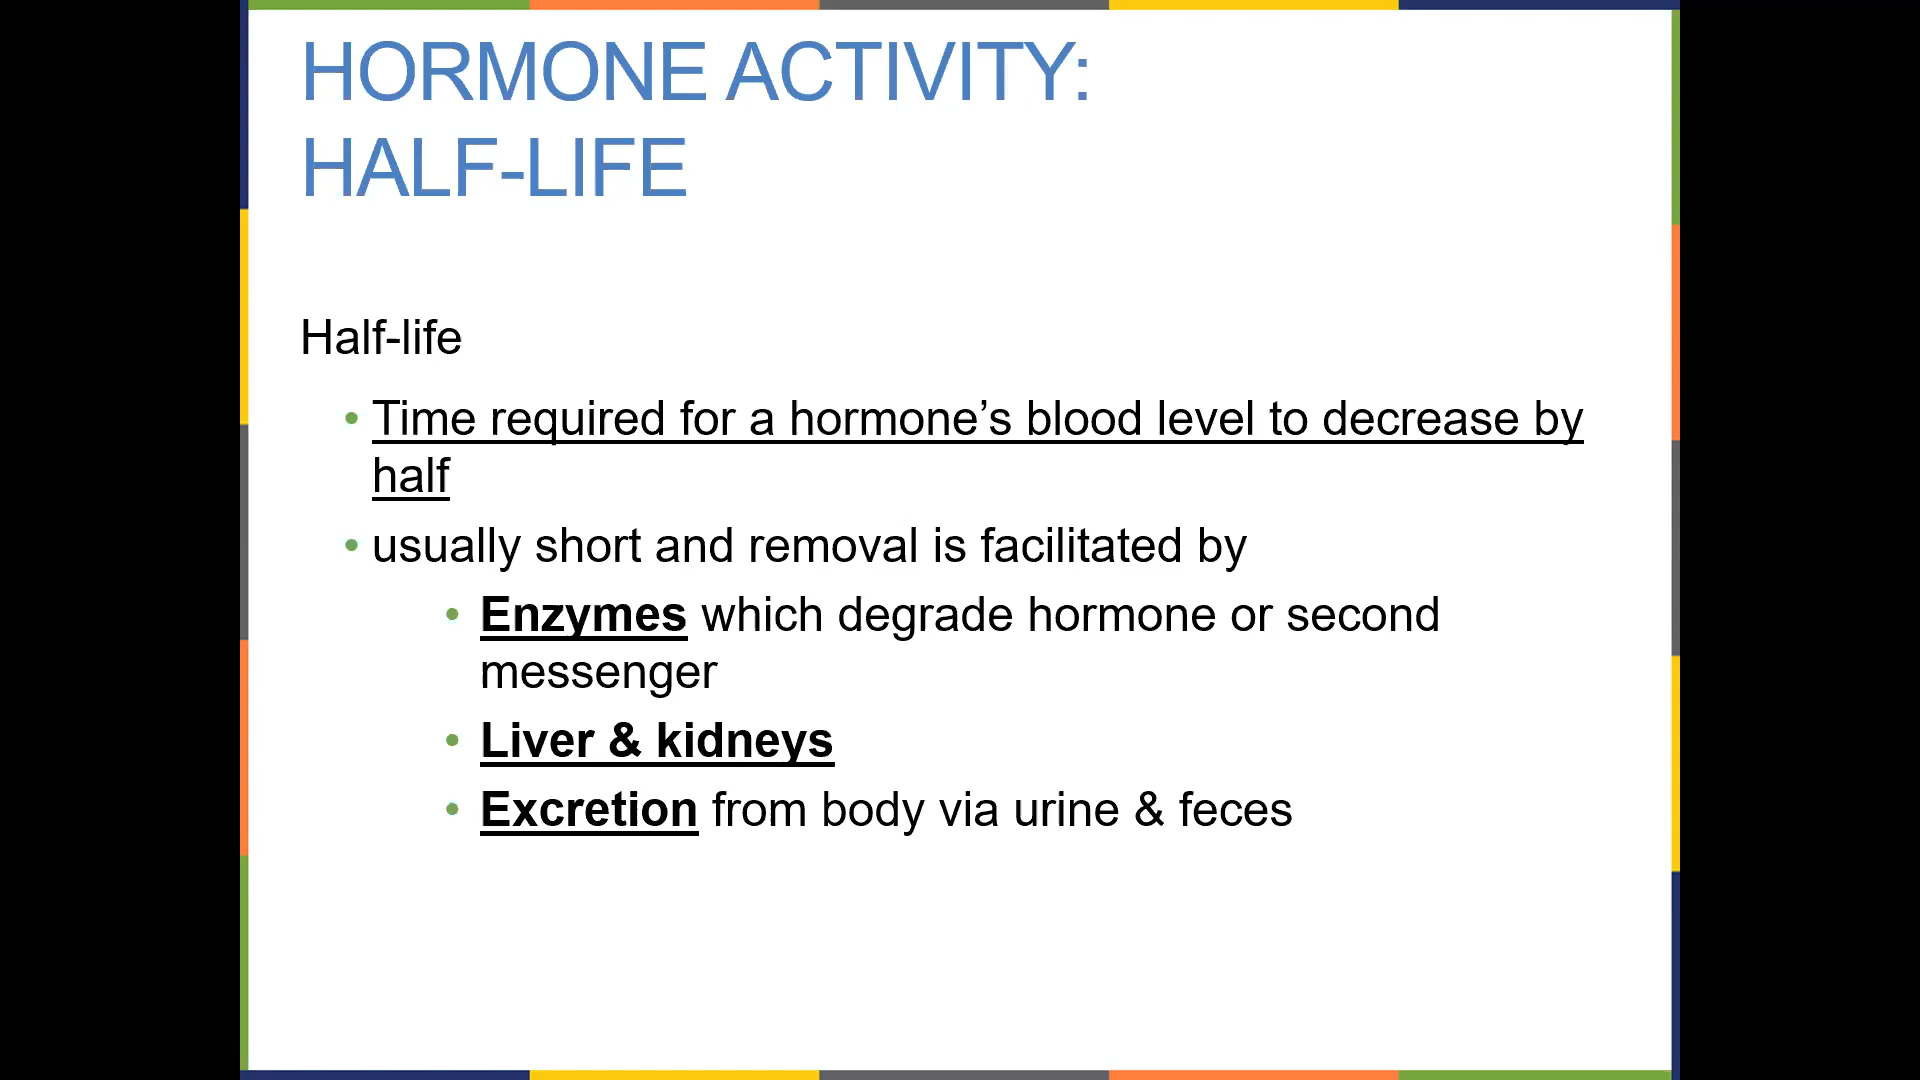 HORMONE ACTIVITY:
HALF-LIFE
Half-life
• Time required for a hormone’s blood level to decrease by
half
• usually short and removal is facilitated by
• Enzymes which degrade hormone or second
messenger
• Liver & kidneys
• Excretion from body via urine & feces